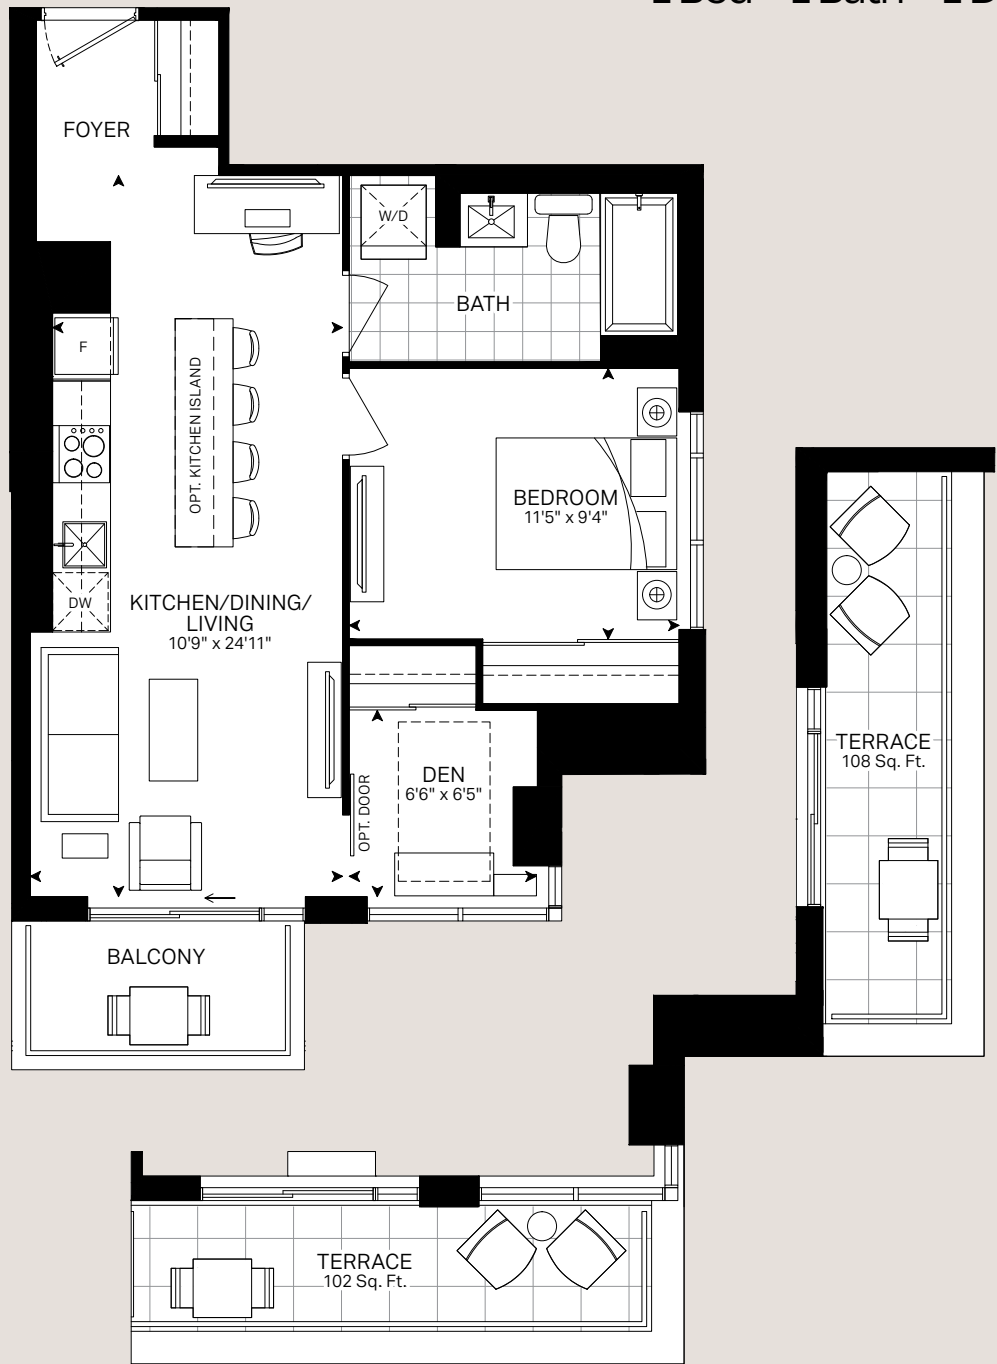 FOYER
W/D
BATH
F
OPT. KITCHEN ISLAND
BEDROOM
11'5" x 9'4"
DW
KITCHEN/DINING/
LIVING
10'9" x 24'11"
DEN
6'6" x 6'5"
OPT. DOOR
TERRACE
108 Sq. Ft.
BALCONY
TERRACE
102 Sq. Ft.